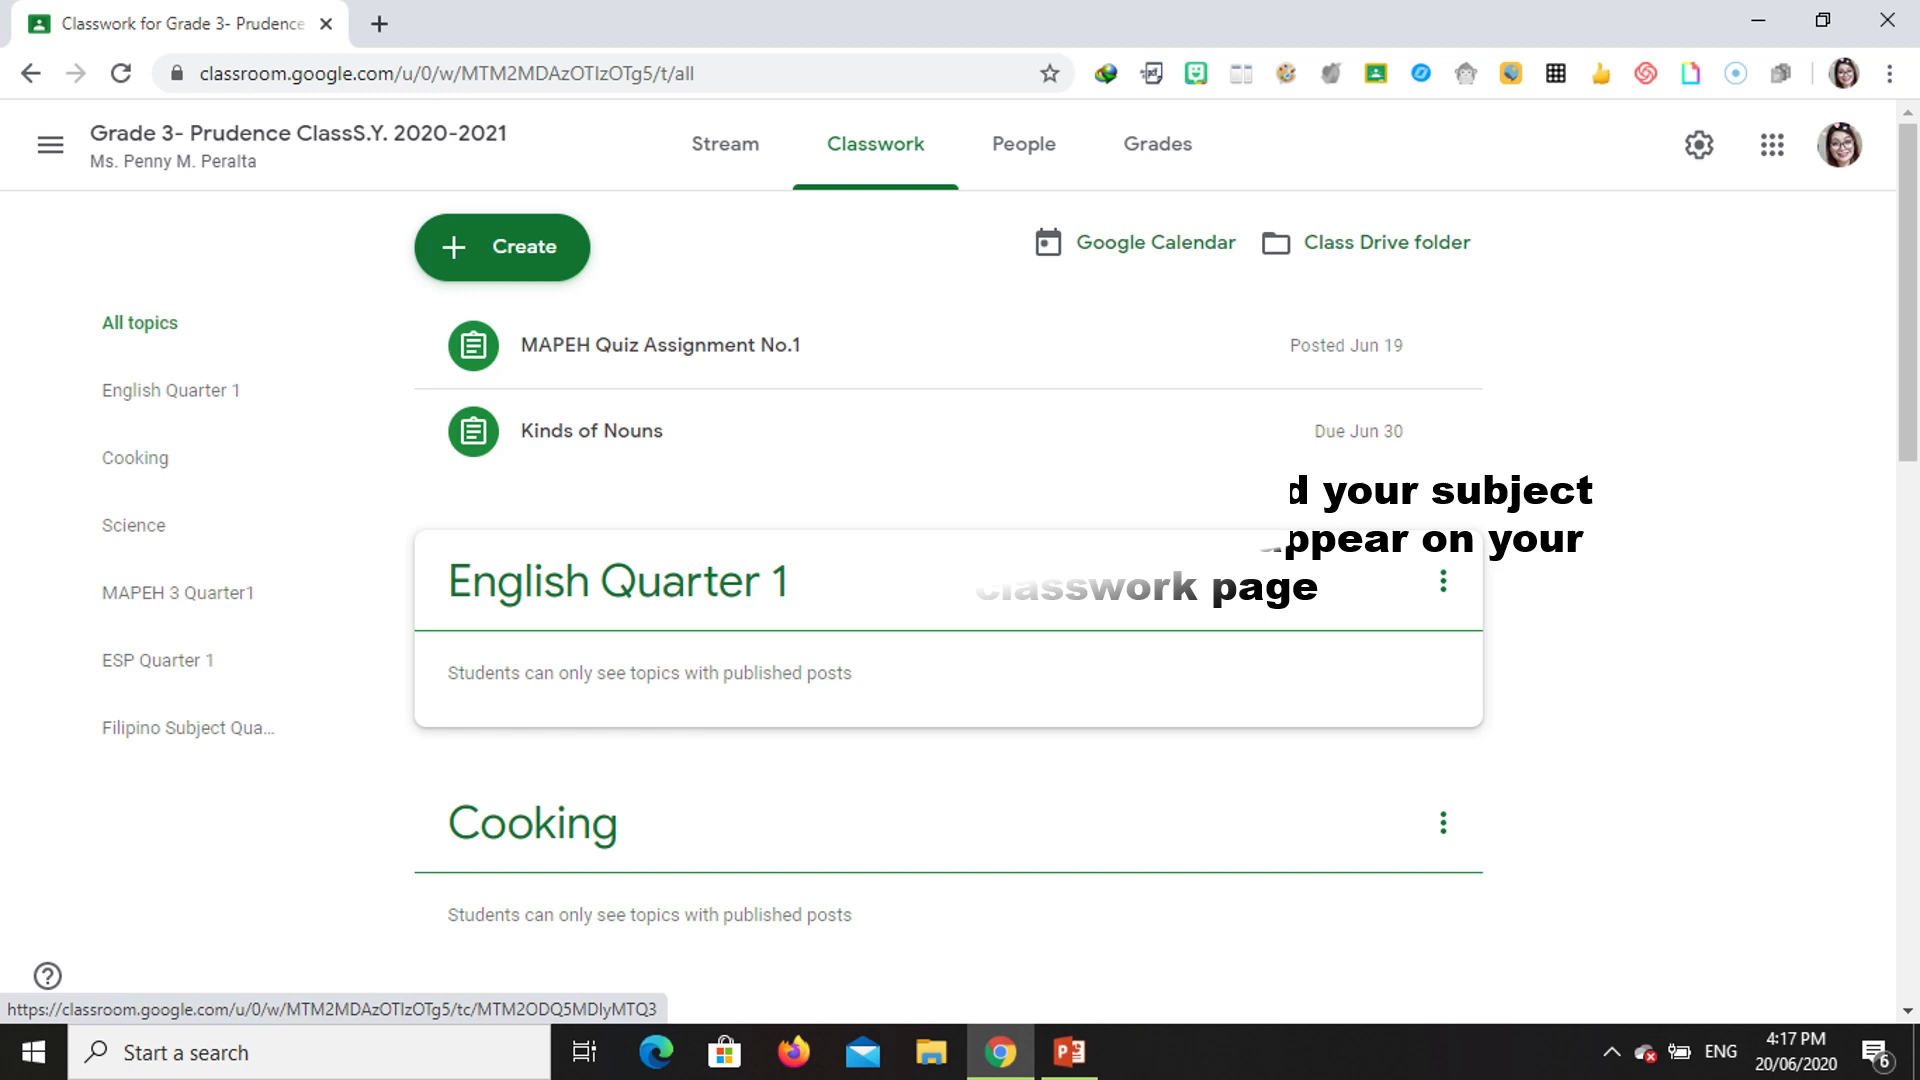 Classwork for Grade 3- Prudence
classroom.google.com/u/0/w/MTM2MDAzOTIzOTg5/t/all
Grade 3- Prudence ClassS.Y. 2020-2021
Ms. Penny M. Peralta
Stream
Classwork
People
Grades
Create
Google Calendar
Class Drive folder
All topics
English Quarter 1
Cooking
Science
MAPEH 3 Quarter1
ESP Quarter 1
Filipino Subject Qua...
MAPEH Quiz Assignment No.1
Posted Jun 19
Kinds of Nouns
Due Jun 30
d your subject
appear on your
classwork page
English Quarter 1
Students can only see topics with published posts
Cooking
Students can only see topics with published posts
https://classroom.google.com/u/0/w/MTM2MDAzOTIzOTg5/tc/MTM2ODQ5MDIyMTQ3
Start a search
ENG
4:17 PM
20/06/2020
6